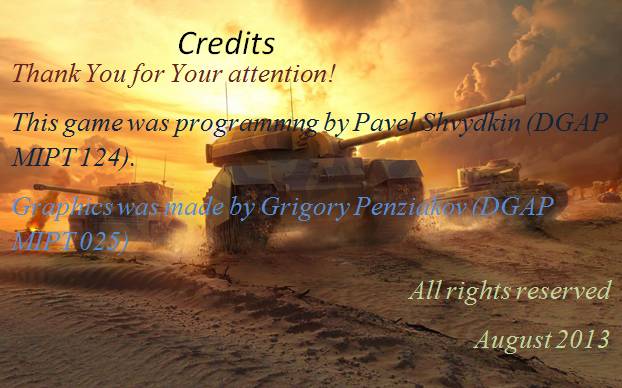 Credits
Thank You for Your attention!
This game was programmng by Pavel Shvydkin (DGAP
MIPT 124).
Graphics was made by Grigory Penziakov (DGAP
MIPT 025)
All rights reserved
August 2013